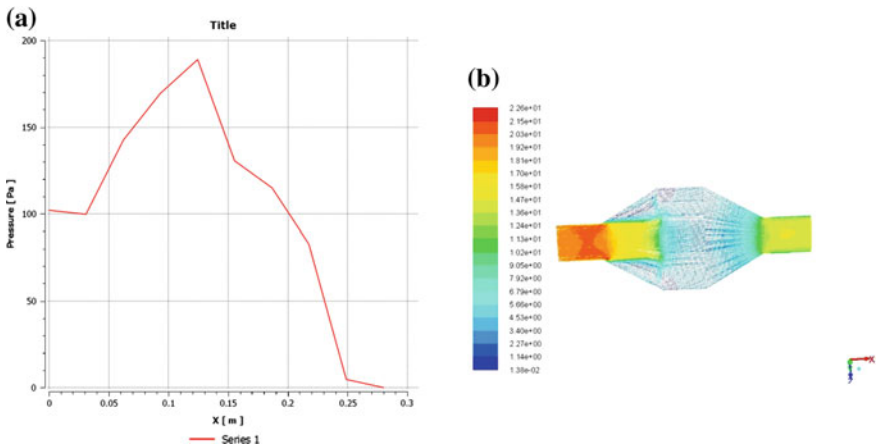 (a)
Title
200
150
100
50
0
Pressure [ Pa ]
0
0.05
0.1
0.15
0.2
0.25
0.3
X [ m ]
Series 1
(b)
2.26e+01
2.15e+01
2.03e+01
1.92e+01
1.81e+01
1.70e+01
1.58e+01
1.47e+01
1.36e+01
1.24e+01
1.13e+01
1.02e+01
9.05e+00
7.92e+00
6.79e+00
5.66e+00
4.53e+00
3.40e+00
2.27e+00
1.14e+00
1.38e-02
X